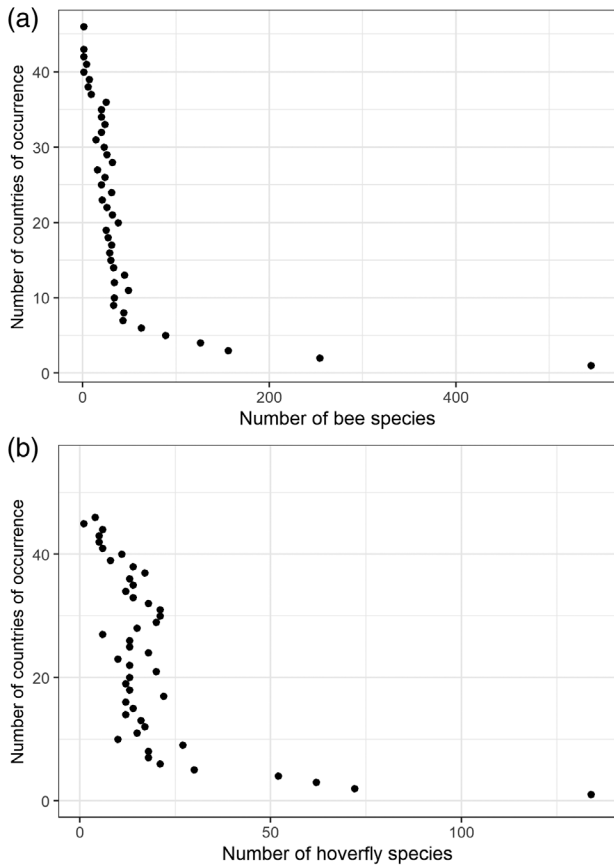 (a)
Number of countries of occurrence
40
30
20
10
0
0 200 400
Number of bee species
(b)
Number of countries of occurrence
40
20
0
0 50 100
Number of hoverfly species